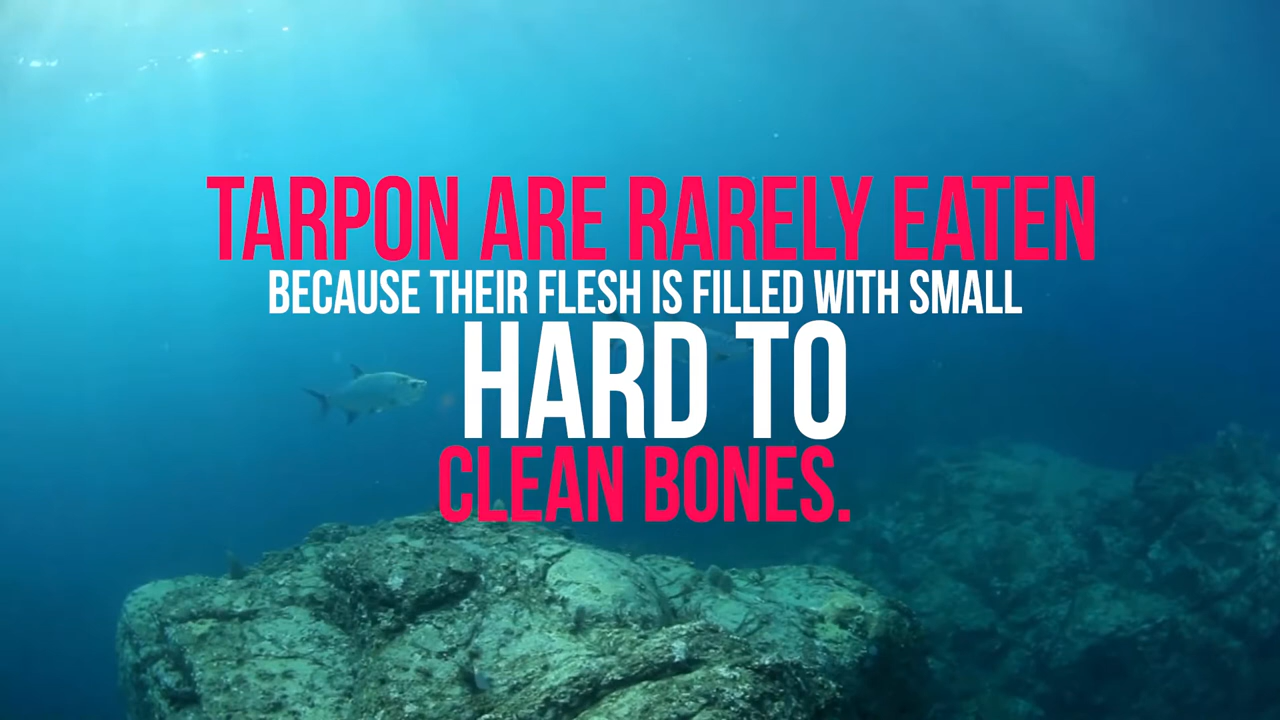 TARPON ARE RARELY EATEN
BECAUSE THEIR FLESH IS FILLED WITH SMALL
HARD TO
CLEAN BONES.